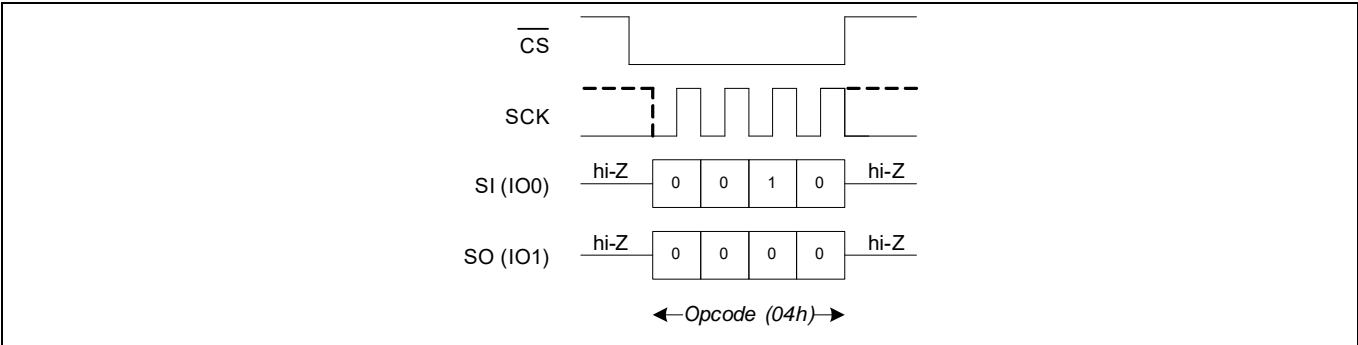 CS
SCK
SI (IO0) hi-Z 0 0 1 0 hi-Z
SO (IO1) hi-Z 0 0 0 0 hi-Z
Opcode (04h)